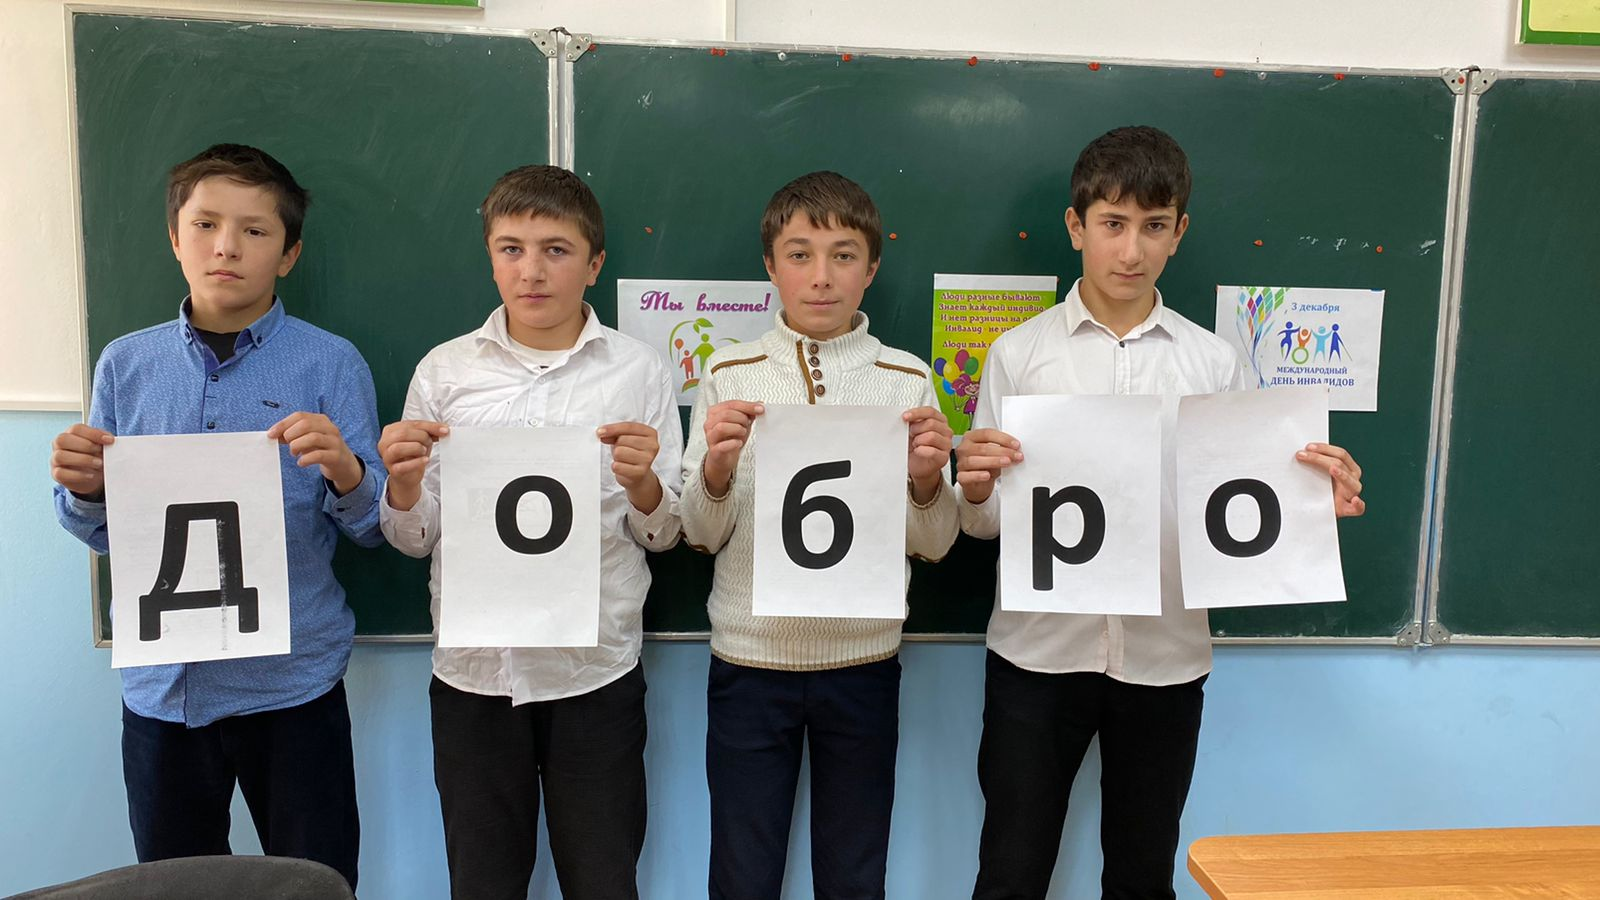 Мы вместе!
Люди разные бывают
Знает каждый индивид
И нет разницы на
Инвалид - не
Люди так
3 декабря
МЕЖДУНАРОДНЫЙ
ДЕНЬ ИНВАЛИДОВ
д о б р о